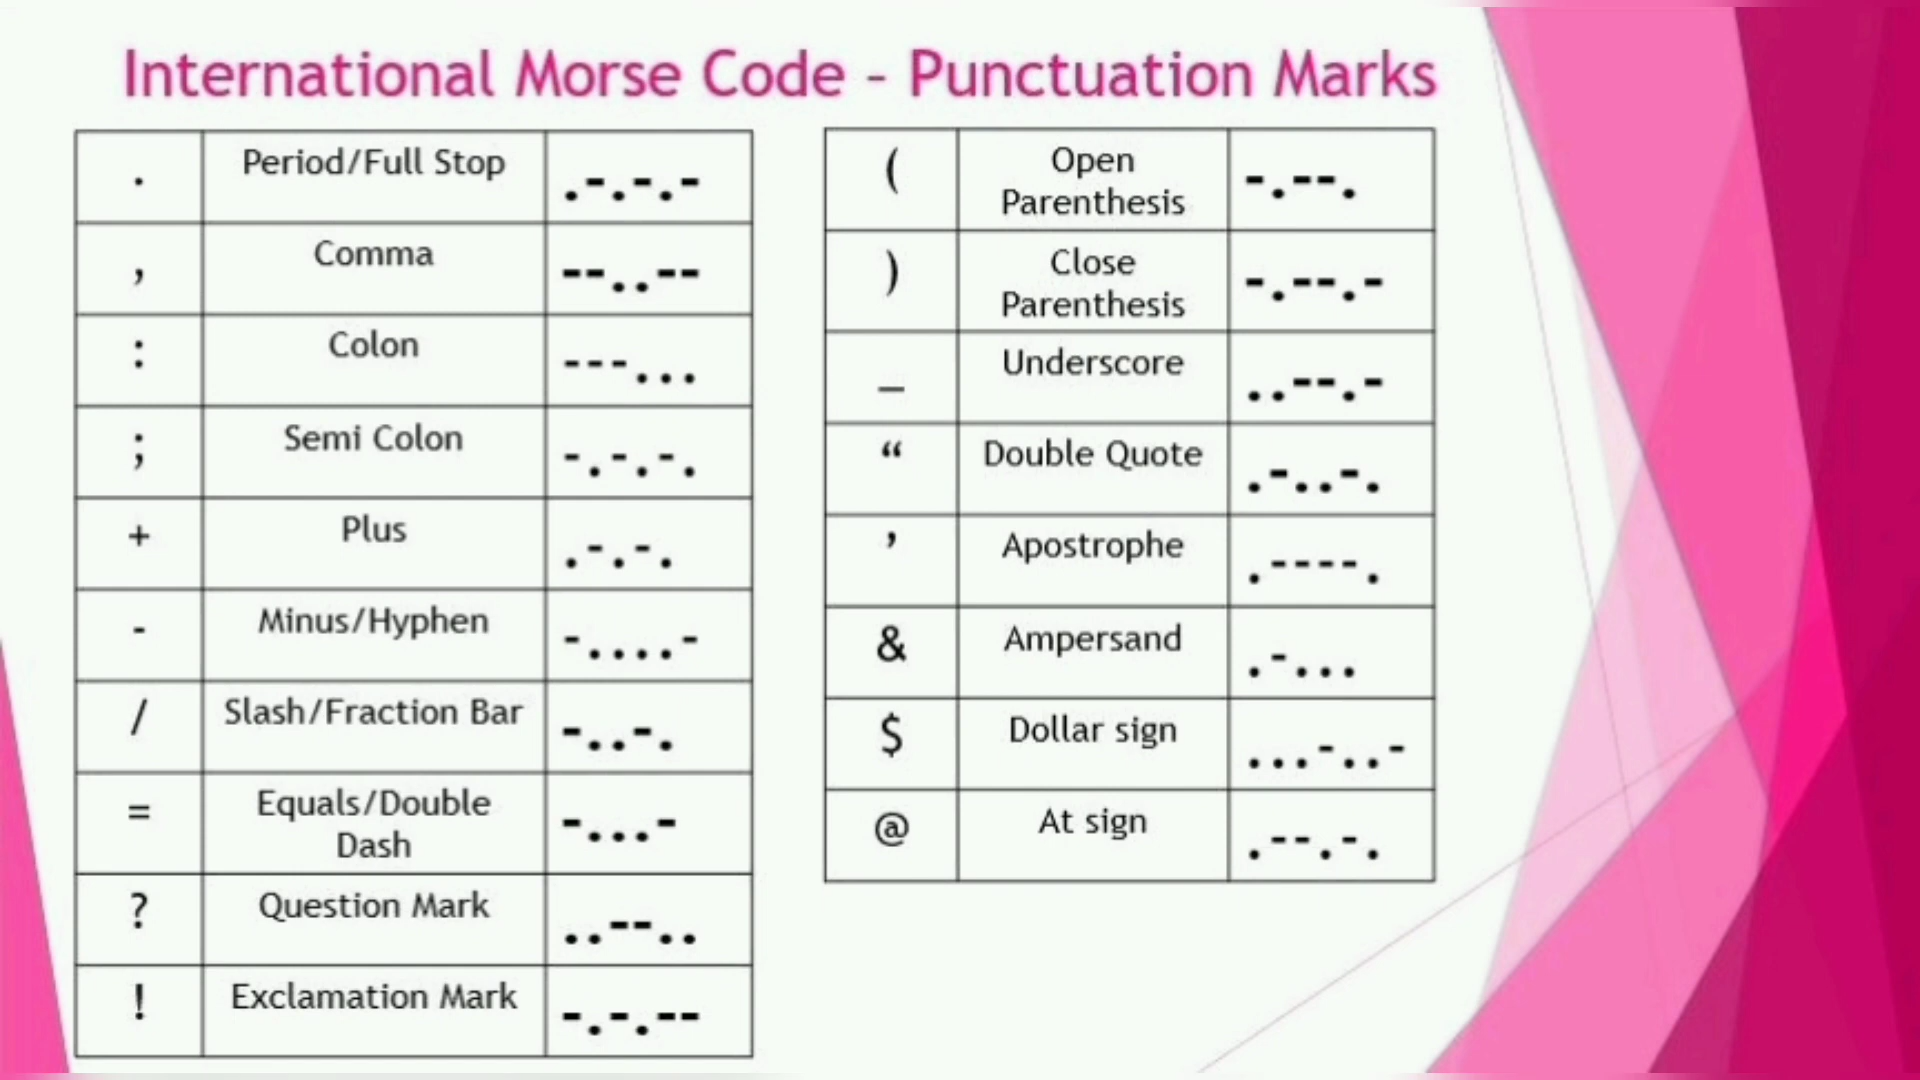 International Morse Code – Punctuation Marks
. Period/Full Stop .-.-.-
, Comma --..--
: Colon ---...
; Semi Colon -.-.-.
+ Plus .-.-.
- Minus/Hyphen -....-
/ Slash/Fraction Bar -..-.
= Equals/Double
Dash -...-
? Question Mark ..--..
! Exclamation Mark -.-.--
( Open
Parenthesis -.--.
) Close
Parenthesis -.--.-
_ Underscore ..--.-
“ Double Quote .-..-.
’ Apostrophe .----.
& Ampersand .-...
$ Dollar sign ...-..-
@ At sign .--.-.